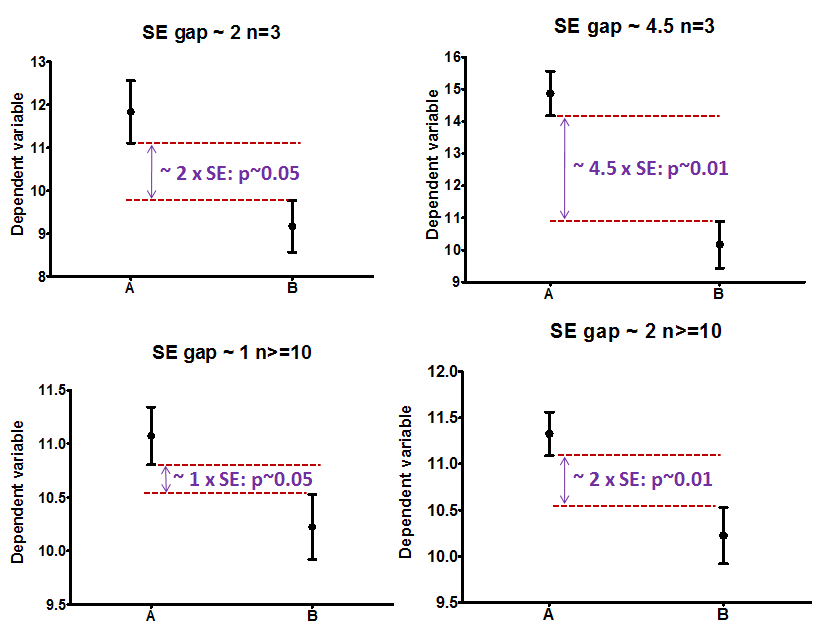 SE gap ~ 2 n=3
13
12
11
10
9
8
Dependent variable
~ 2 x SE: p~0.05
A
B
SE gap ~ 4.5 n=3
16
15
14
13
12
11
10
9
Dependent variable
~ 4.5 x SE: p~0.01
A
B
SE gap ~ 1 n>=10
11.5
11.0
10.5
10.0
9.5
Dependent variable
~ 1 x SE: p~0.05
A
B
SE gap ~ 2 n>=10
12.0
11.5
11.0
10.5
10.0
9.5
Dependent variable
~ 2 x SE: p~0.01
A
B